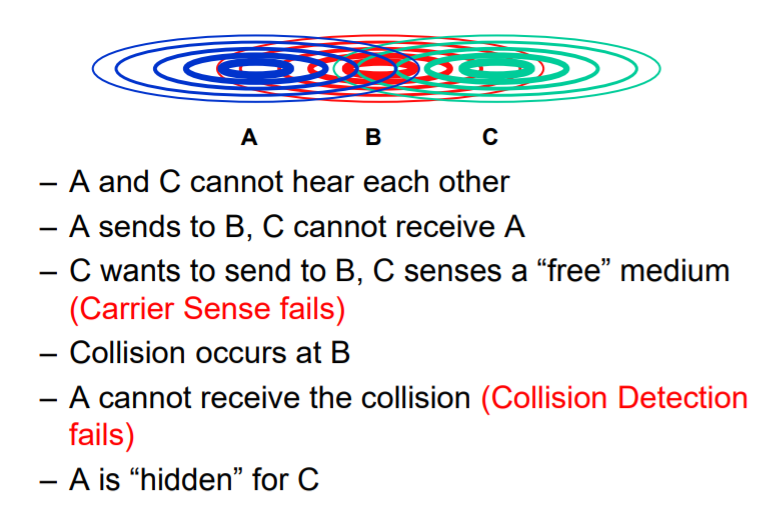 A B C
– A and C cannot hear each other
– A sends to B, C cannot receive A
– C wants to send to B, C senses a “free” medium
(Carrier Sense fails)
– Collision occurs at B
– A cannot receive the collision (Collision Detection
fails)
– A is “hidden” for C